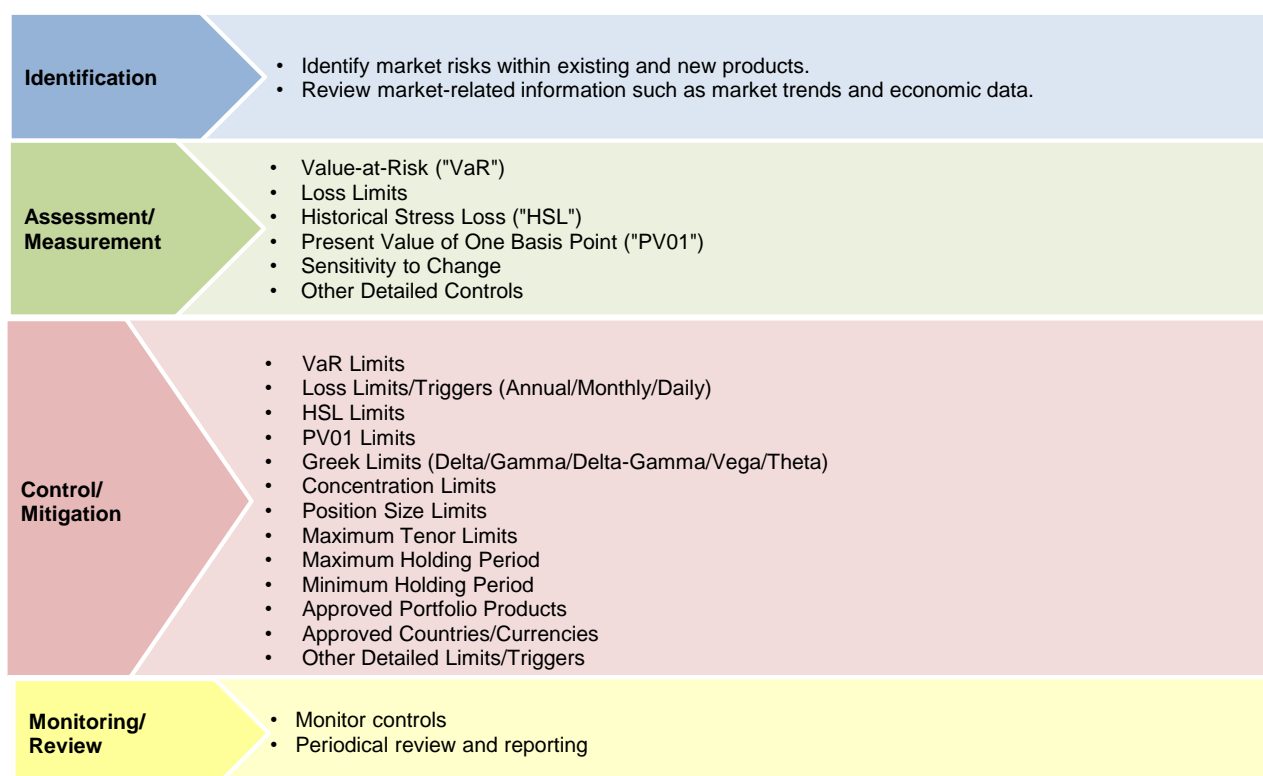 Identification
• Identify market risks within existing and new products.
• Review market-related information such as market trends and economic data.
Assessment/
Measurement
• Value-at-Risk ("VaR")
• Loss Limits
• Historical Stress Loss ("HSL")
• Present Value of One Basis Point ("PV01")
• Sensitivity to Change
• Other Detailed Controls
Control/
Mitigation
• VaR Limits
• Loss Limits/Triggers (Annual/Monthly/Daily)
• HSL Limits
• PV01 Limits
• Greek Limits (Delta/Gamma/Delta-Gamma/Vega/Theta)
• Concentration Limits
• Position Size Limits
• Maximum Tenor Limits
• Maximum Holding Period
• Minimum Holding Period
• Approved Portfolio Products
• Approved Countries/Currencies
• Other Detailed Limits/Triggers
Monitoring/
Review
• Monitor controls
• Periodical review and reporting